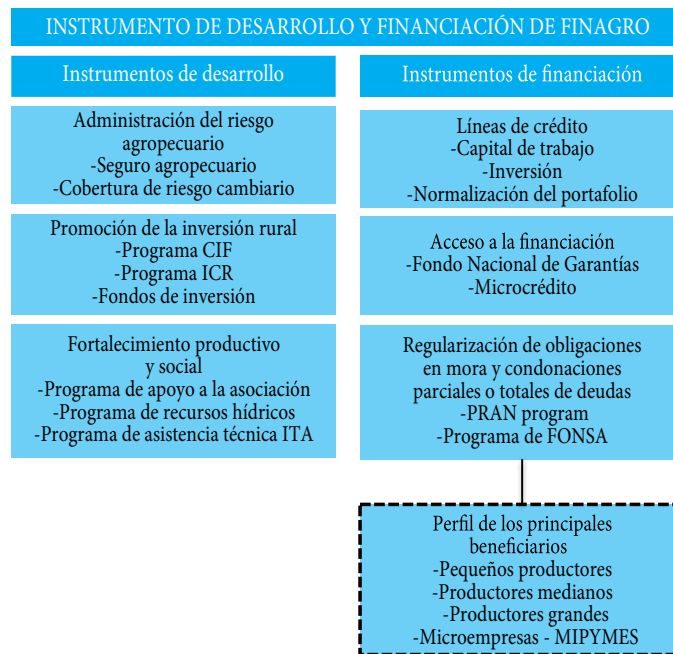 INSTRUMENTO DE DESARROLLO Y FINANCIACIÓN DE FINAGRO
Instrumentos de desarrollo
Administración del riesgo
agropecuario
-Seguro agropecuario
-Cobertura de riesgo cambiario
Promoción de la inversión rural
-Programa CIF
-Programa ICR
-Fondos de inversión
Fortalecimiento productivo
y social
-Programa de apoyo a la asociación
-Programa de recursos hídricos
-Programa de asistencia técnica ITA
Instrumentos de financiación
Líneas de crédito
-Capital de trabajo
-Inversión
-Normalización del portafolio
Acceso a la financiación
-Fondo Nacional de Garantías
-Microcrédito
Regularización de obligaciones
en mora y condonaciones
parciales o totales de deudas
-PRAN program
-Programa de FONSA
Perfil de los principales
beneficiarios
-Pequeños productores
-Productores medianos
-Productores grandes
-Microempresas - MIPYMES